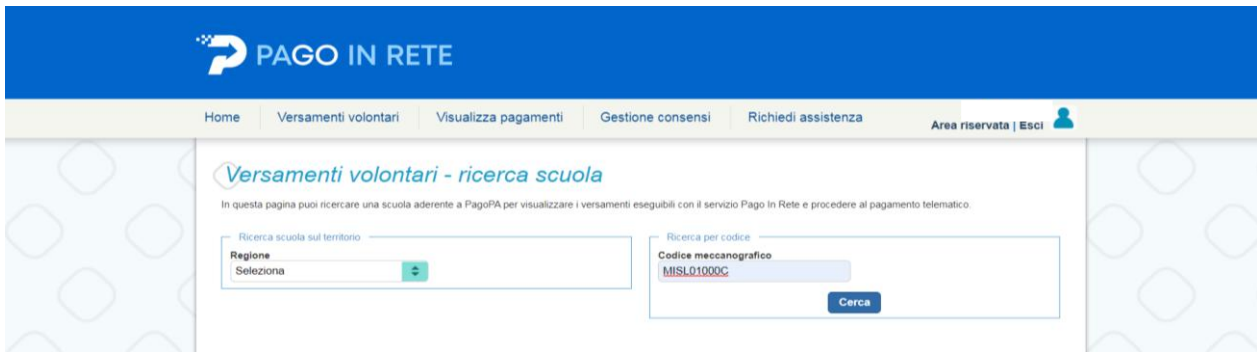 PAGO IN RETE
Home Versamenti volontari Visualizza pagamenti Gestione consensi Richiedi assistenza Area riservata | Esci
Versamenti volontari - ricerca scuola
In questa pagina puoi ricercare una scuola aderente a PagoPA per visualizzare i versamenti eseguibili con il servizio Pago In Rete e procedere al pagamento telematico.
Ricerca scuola sul territorio
Regione
Seleziona
Ricerca per codice
Codice meccanografico
MISL01000C
Cerca